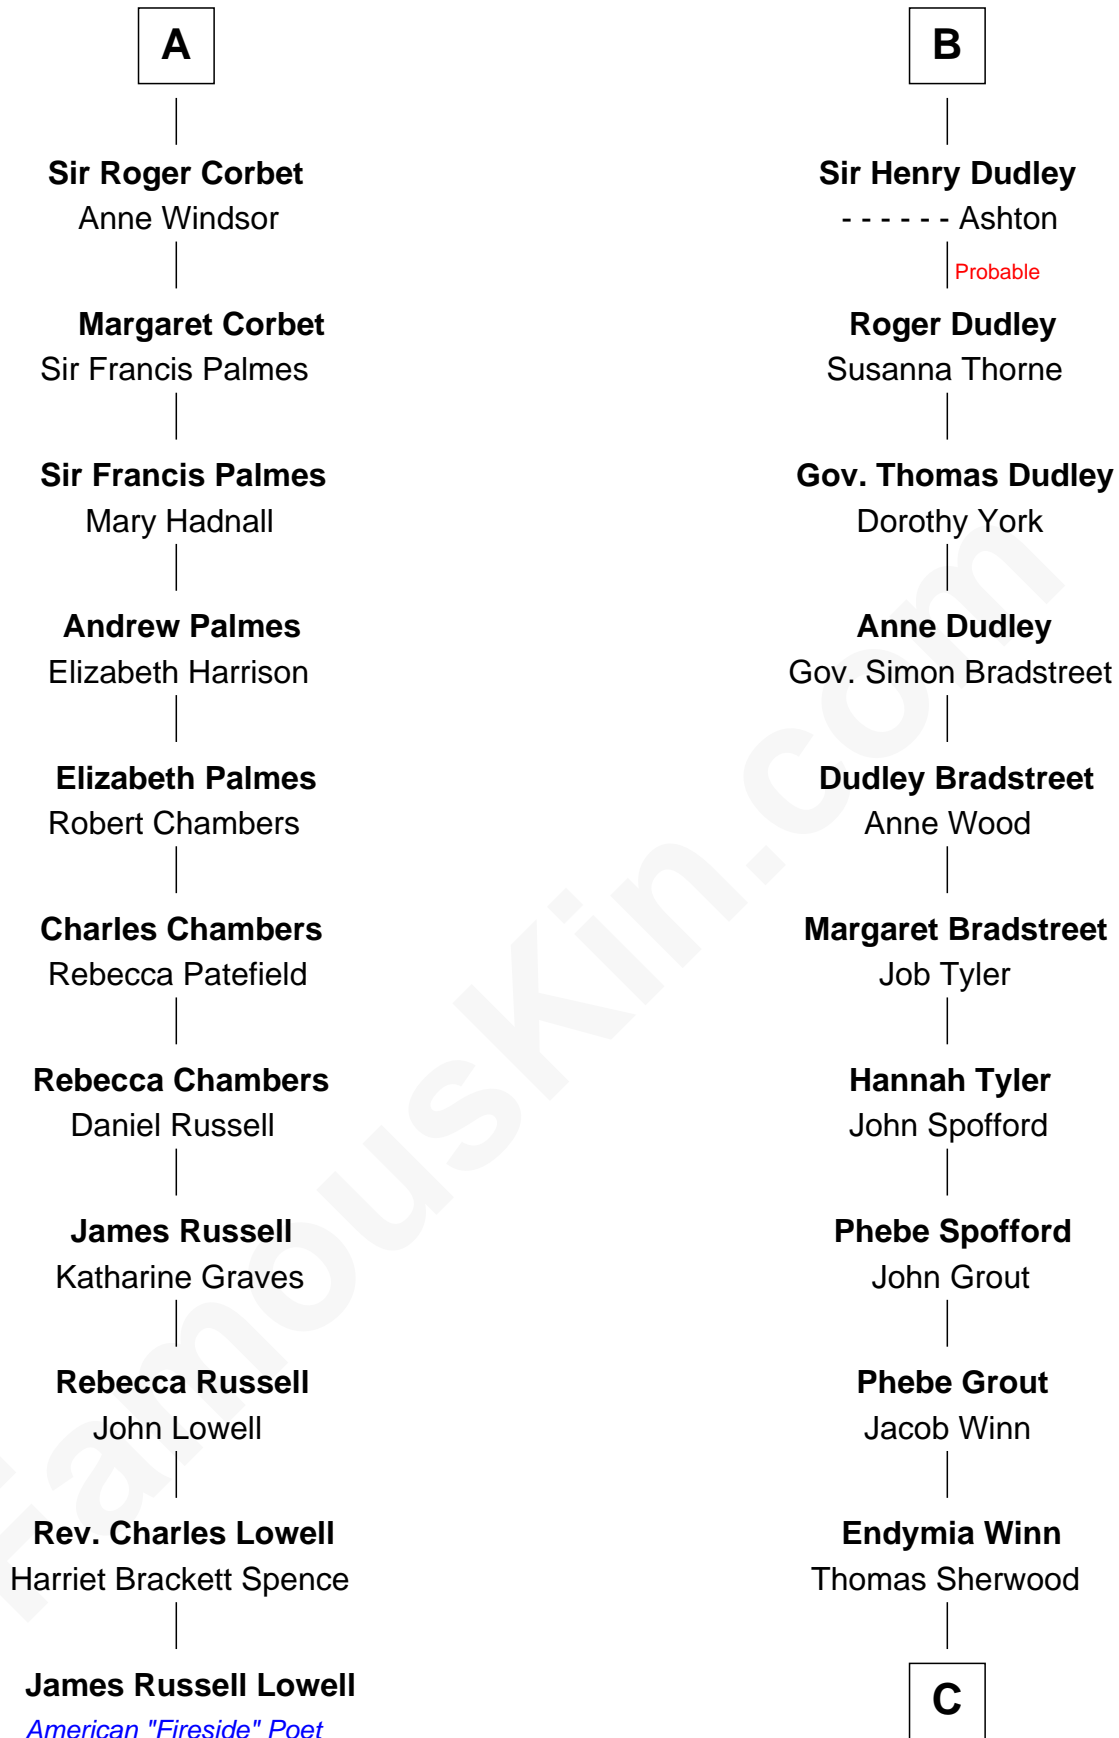 A
Sir Roger Corbet
Anne Windsor
Margaret Corbet
Sir Francis Palmes
Sir Francis Palmes
Mary Hadnall
Andrew Palmes
Elizabeth Harrison
Elizabeth Palmes
Robert Chambers
Charles Chambers
Rebecca Patefield
Rebecca Chambers
Daniel Russell
James Russell
Katharine Graves
Rebecca Russell
John Lowell
Rev. Charles Lowell
Harriet Brackett Spence
James Russell Lowell
American "Fireside" Poet
B
Sir Henry Dudley
- - - - - - Ashton
Probable
Roger Dudley
Susanna Thorne
Gov. Thomas Dudley
Dorothy York
Anne Dudley
Gov. Simon Bradstreet
Dudley Bradstreet
Anne Wood
Margaret Bradstreet
Job Tyler
Hannah Tyler
John Spofford
Phebe Spofford
John Grout
Phebe Grout
Jacob Winn
Endymia Winn
Thomas Sherwood
C
FamousKin.com